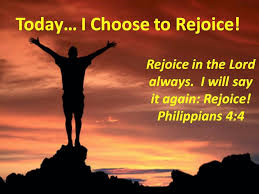 Today… I Choose to Rejoice!
Rejoice in the Lord
always.  I will say
it again: Rejoice!
Philippians 4:4